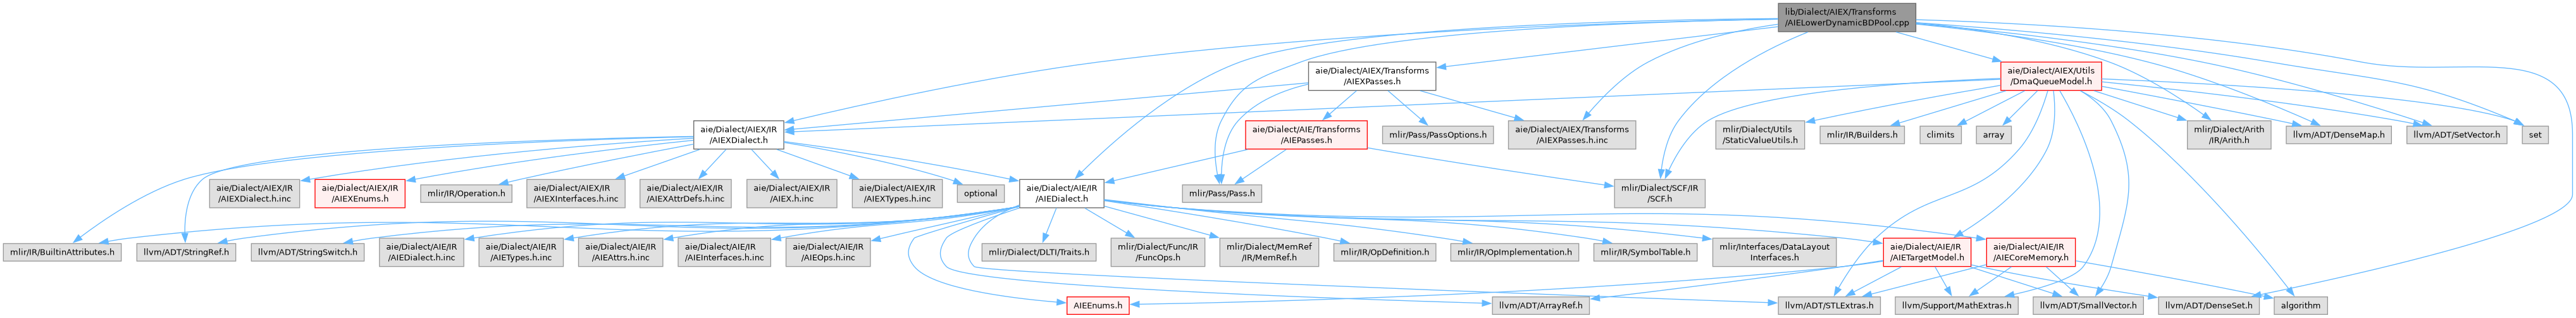 lib/Dialect/AIEX/Transforms
/AIELowerDynamicBDPool.cpp
aie/Dialect/AIEX/Transforms
/AIEXPasses.h
aie/Dialect/AIEX/Utils
/DmaQueueModel.h
aie/Dialect/AIEX/IR
/AIEXDialect.h
aie/Dialect/AIE/Transforms
/AIEPasses.h
mlir/Pass/PassOptions.h
aie/Dialect/AIEX/Transforms
/AIEXPasses.h.inc
mlir/Dialect/Utils
/StaticValueUtils.h
mlir/IR/Builders.h
climits
array
mlir/Dialect/Arith
/IR/Arith.h
llvm/ADT/DenseMap.h
llvm/ADT/SetVector.h
set
aie/Dialect/AIEX/IR
/AIEXDialect.h.inc
aie/Dialect/AIEX/IR
/AIEXEnums.h
mlir/IR/Operation.h
aie/Dialect/AIEX/IR
/AIEXInterfaces.h.inc
aie/Dialect/AIEX/IR
/AIEXAttrDefs.h.inc
aie/Dialect/AIEX/IR
/AIEX.h.inc
aie/Dialect/AIEX/IR
/AIEXTypes.h.inc
optional
aie/Dialect/AIE/IR
/AIEDialect.h
mlir/Pass/Pass.h
mlir/Dialect/SCF/IR
/SCF.h
mlir/IR/BuiltinAttributes.h
llvm/ADT/StringRef.h
llvm/ADT/StringSwitch.h
aie/Dialect/AIE/IR
/AIEDialect.h.inc
aie/Dialect/AIE/IR
/AIETypes.h.inc
aie/Dialect/AIE/IR
/AIEAttrs.h.inc
aie/Dialect/AIE/IR
/AIEInterfaces.h.inc
aie/Dialect/AIE/IR
/AIEOps.h.inc
mlir/Dialect/DLTI/Traits.h
mlir/Dialect/Func/IR
/FuncOps.h
mlir/Dialect/MemRef
/IR/MemRef.h
mlir/IR/OpDefinition.h
mlir/IR/OpImplementation.h
mlir/IR/SymbolTable.h
mlir/Interfaces/DataLayout
Interfaces.h
aie/Dialect/AIE/IR
/AIETargetModel.h
aie/Dialect/AIE/IR
/AIECoreMemory.h
AIEEnums.h
llvm/ADT/ArrayRef.h
llvm/ADT/STLExtras.h
llvm/Support/MathExtras.h
llvm/ADT/SmallVector.h
llvm/ADT/DenseSet.h
algorithm